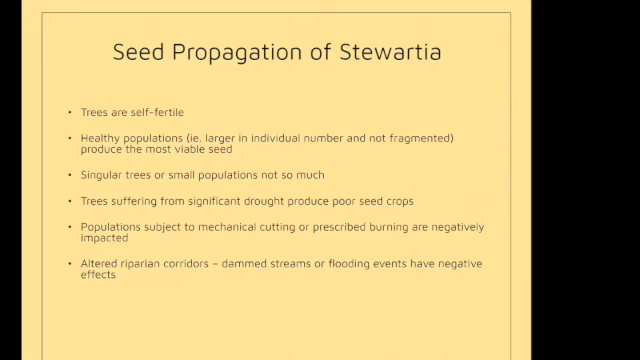 Seed Propagation of Stewartia
• Trees are self-fertile
• Healthy populations (ie. larger in individual number and not fragmented)
produce the most viable seed
• Singular trees or small populations not so much
• Trees suffering from significant drought produce poor seed crops
• Populations subject to mechanical cutting or prescribed burning are negatively
impacted
• Altered riparian corridors – dammed streams or flooding events have negative
effects